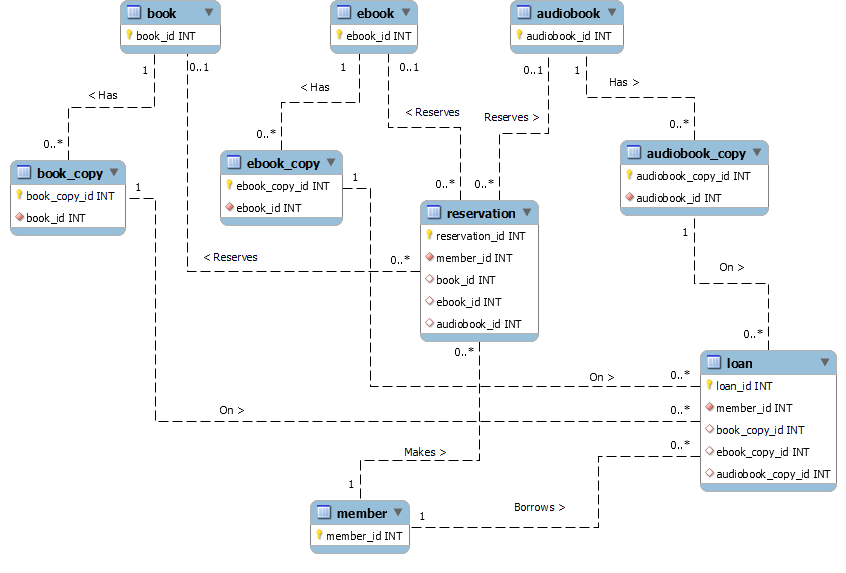 book
book_id INT
ebook
ebook_id INT
audiobook
audiobook_id INT
1
0..1
1
0..1
0..1
1
< Has
< Has
Has >
< Reserves
Reserves >
0..*
0..*
0..*
book_copy
book_copy_id INT
book_id INT
1
ebook_copy
ebook_copy_id INT
ebook_id INT
1
0..*
0..*
audiobook_copy
audiobook_copy_id INT
audiobook_id INT
1
reservation
reservation_id INT
member_id INT
book_id INT
ebook_id INT
audiobook_id INT
< Reserves
0..*
On >
0..*
0..*
loan
loan_id INT
member_id INT
book_copy_id INT
ebook_copy_id INT
audiobook_copy_id INT
On >
0..*
On >
0..*
0..*
Makes >
1
member
member_id INT
1
Borrows >